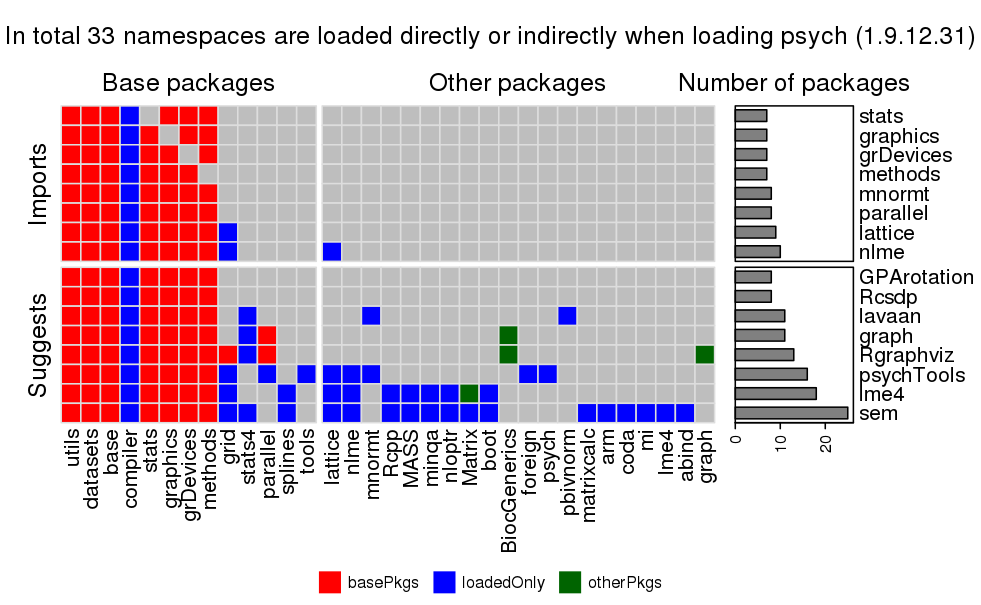 In total 33 namespaces are loaded directly or indirectly when loading psych (1.9.12.31)
Base packages
Other packages
Number of packages
Imports
stats
graphics
grDevices
methods
mnormt
parallel
lattice
nlme
Suggests
GPArotation
Rcsdp
lavaan
graph
Rgraphviz
psychTools
lme4
sem
utils
datasets
base
compiler
stats
graphics
grDevices
methods
grid
stats4
parallel
splines
tools
lattice
nlme
mnormt
Rcpp
MASS
minqa
nloptr
Matrix
boot
BiocGenerics
foreign
psych
pbivnorm
matrixcalc
arm
coda
mi
lme4
abind
graph
0
10
20
basePkgs
loadedOnly
otherPkgs